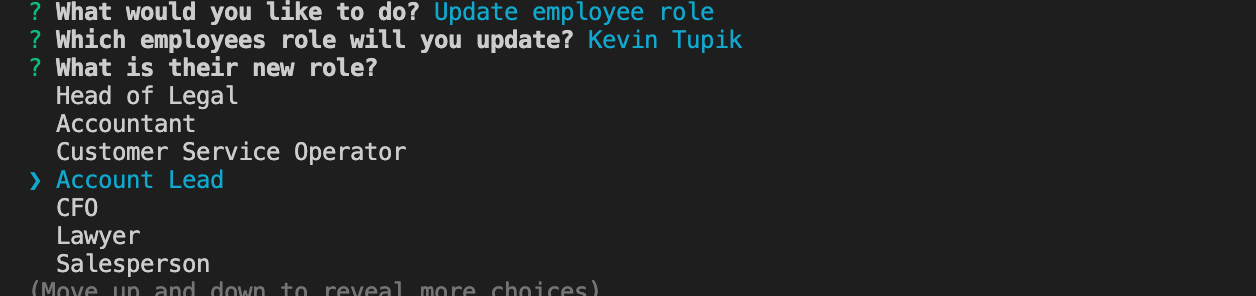 ? What would you like to do? Update employee role
? Which employees role will you update? Kevin Tupik
? What is their new role?
Head of Legal
Accountant
Customer Service Operator
❯ Account Lead
CFO
Lawyer
Salesperson
(Move up and down to reveal more choices)